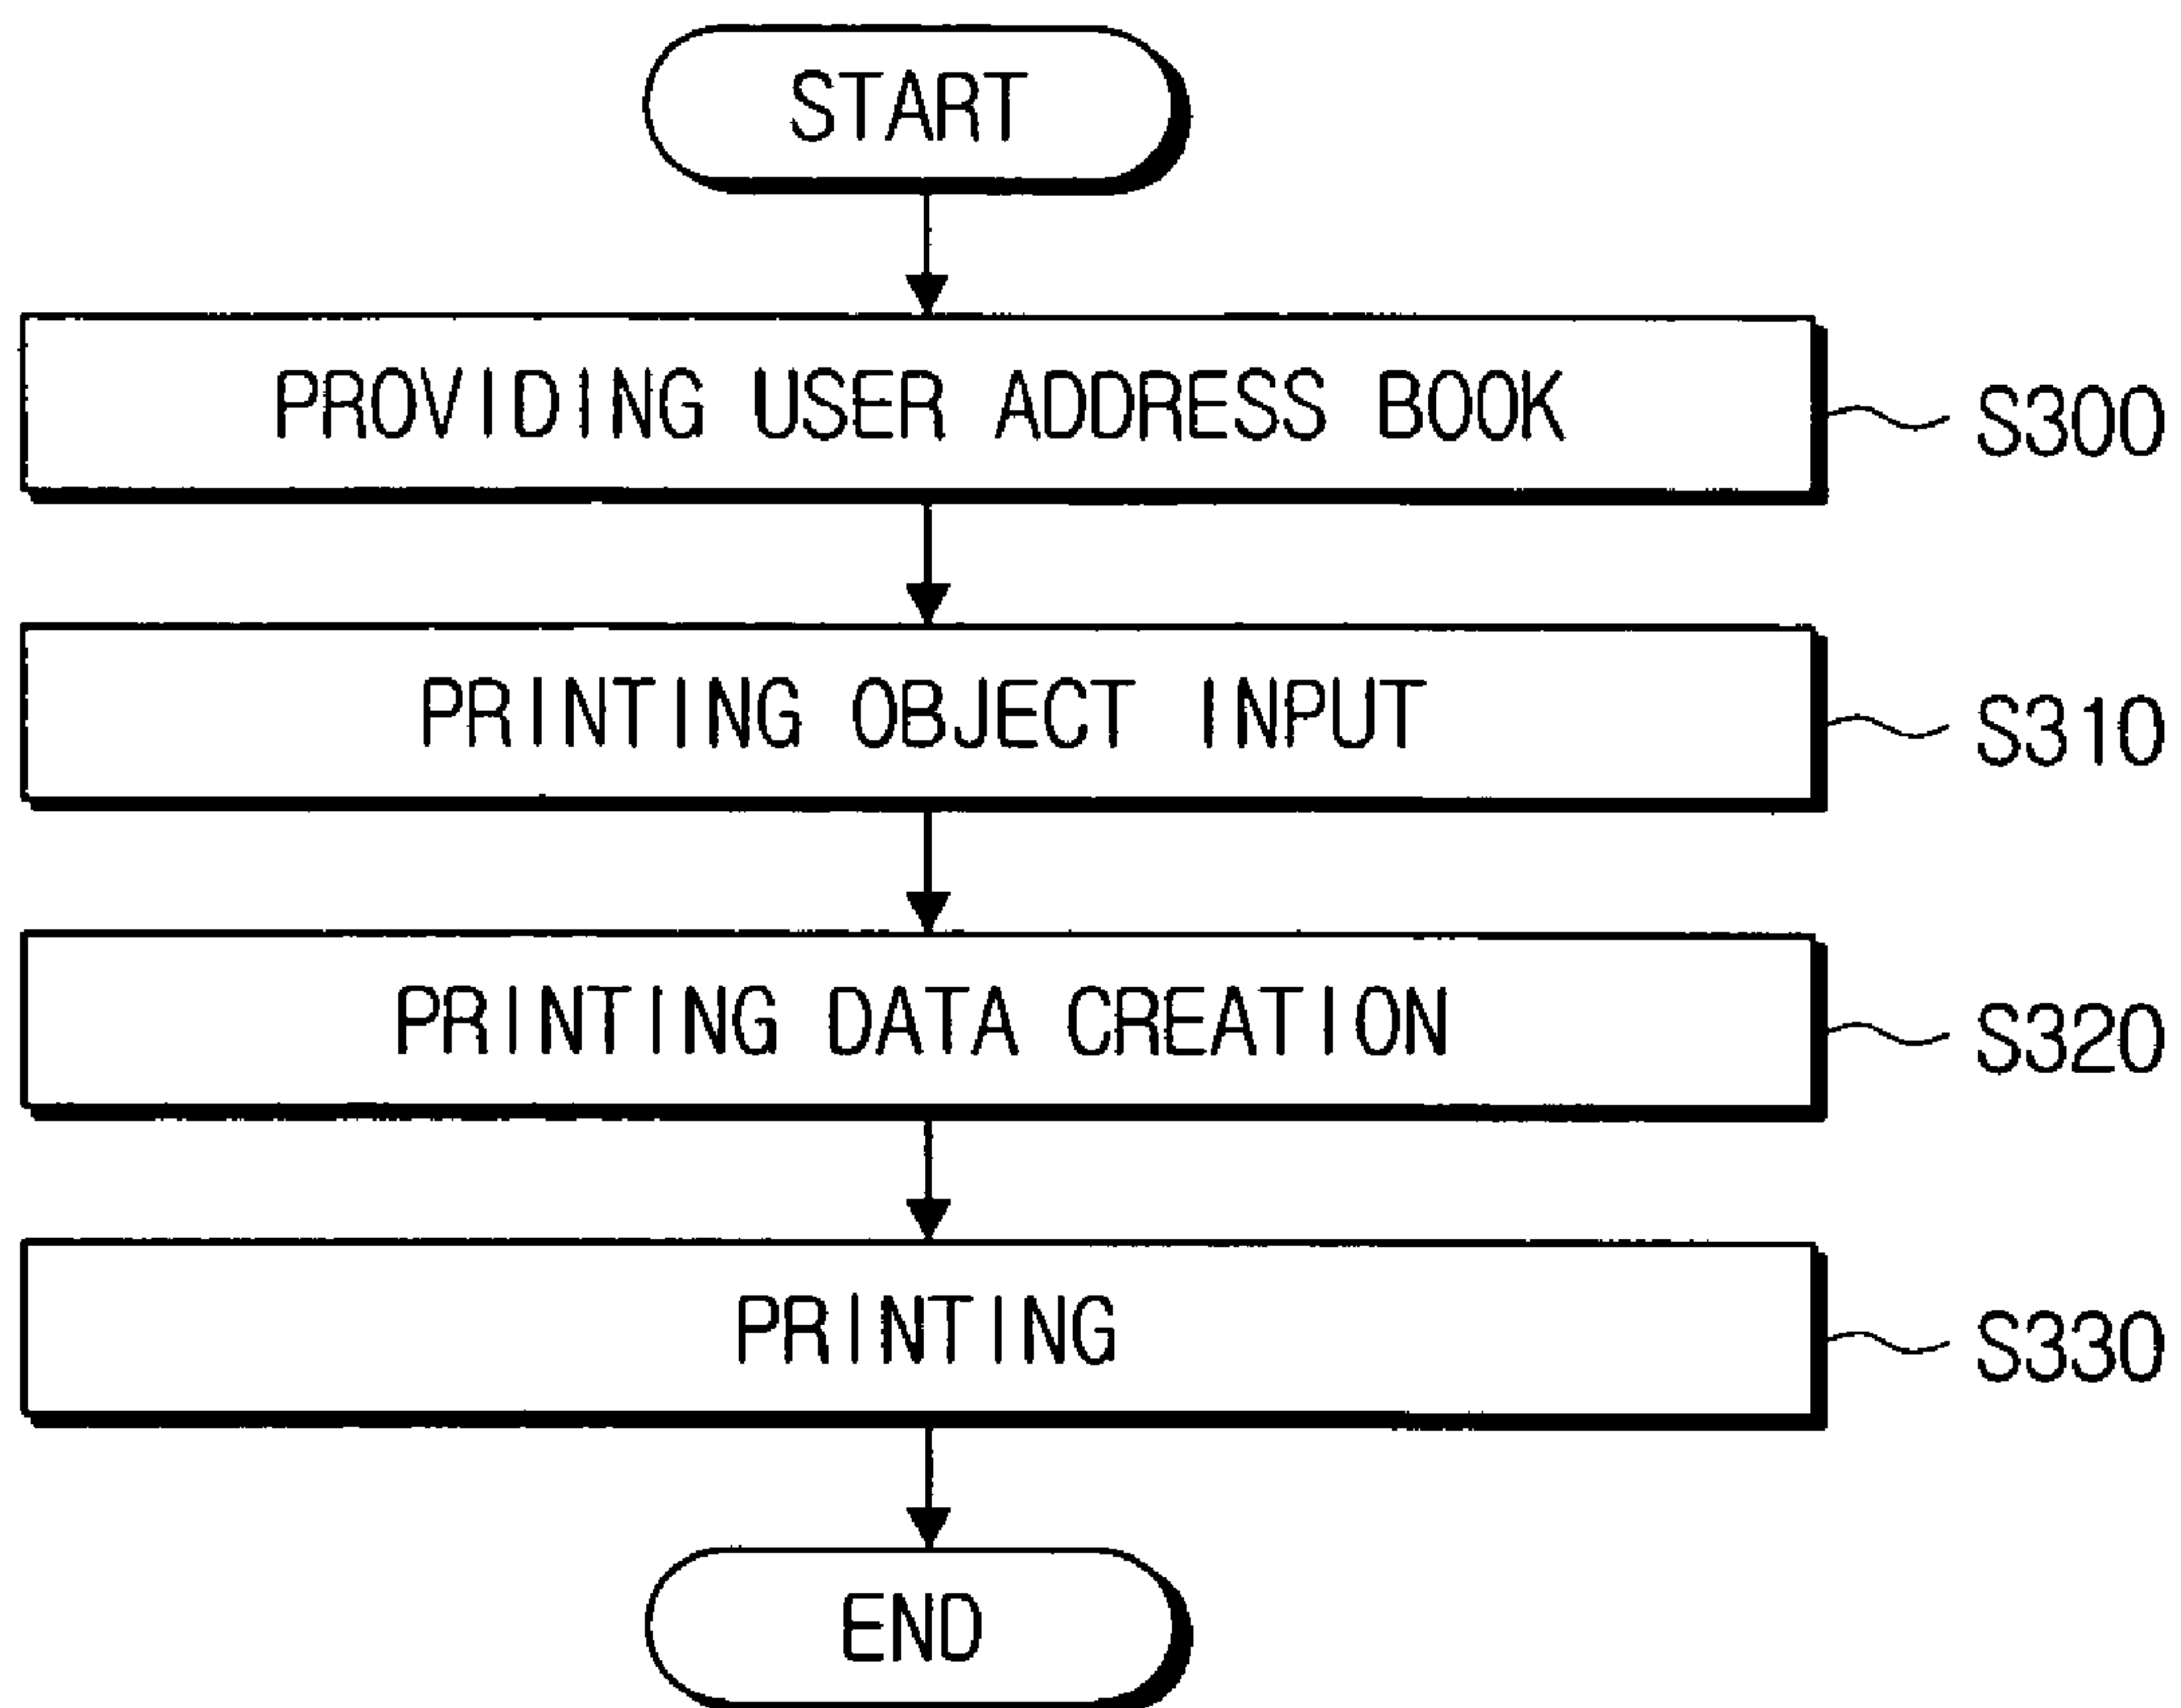 START
PROVIDING USER ADDRESS BOOK
S300
PRINTING OBJECT INPUT
S310
PRINTING DATA CREATION
S320
PRINTING
S330
END